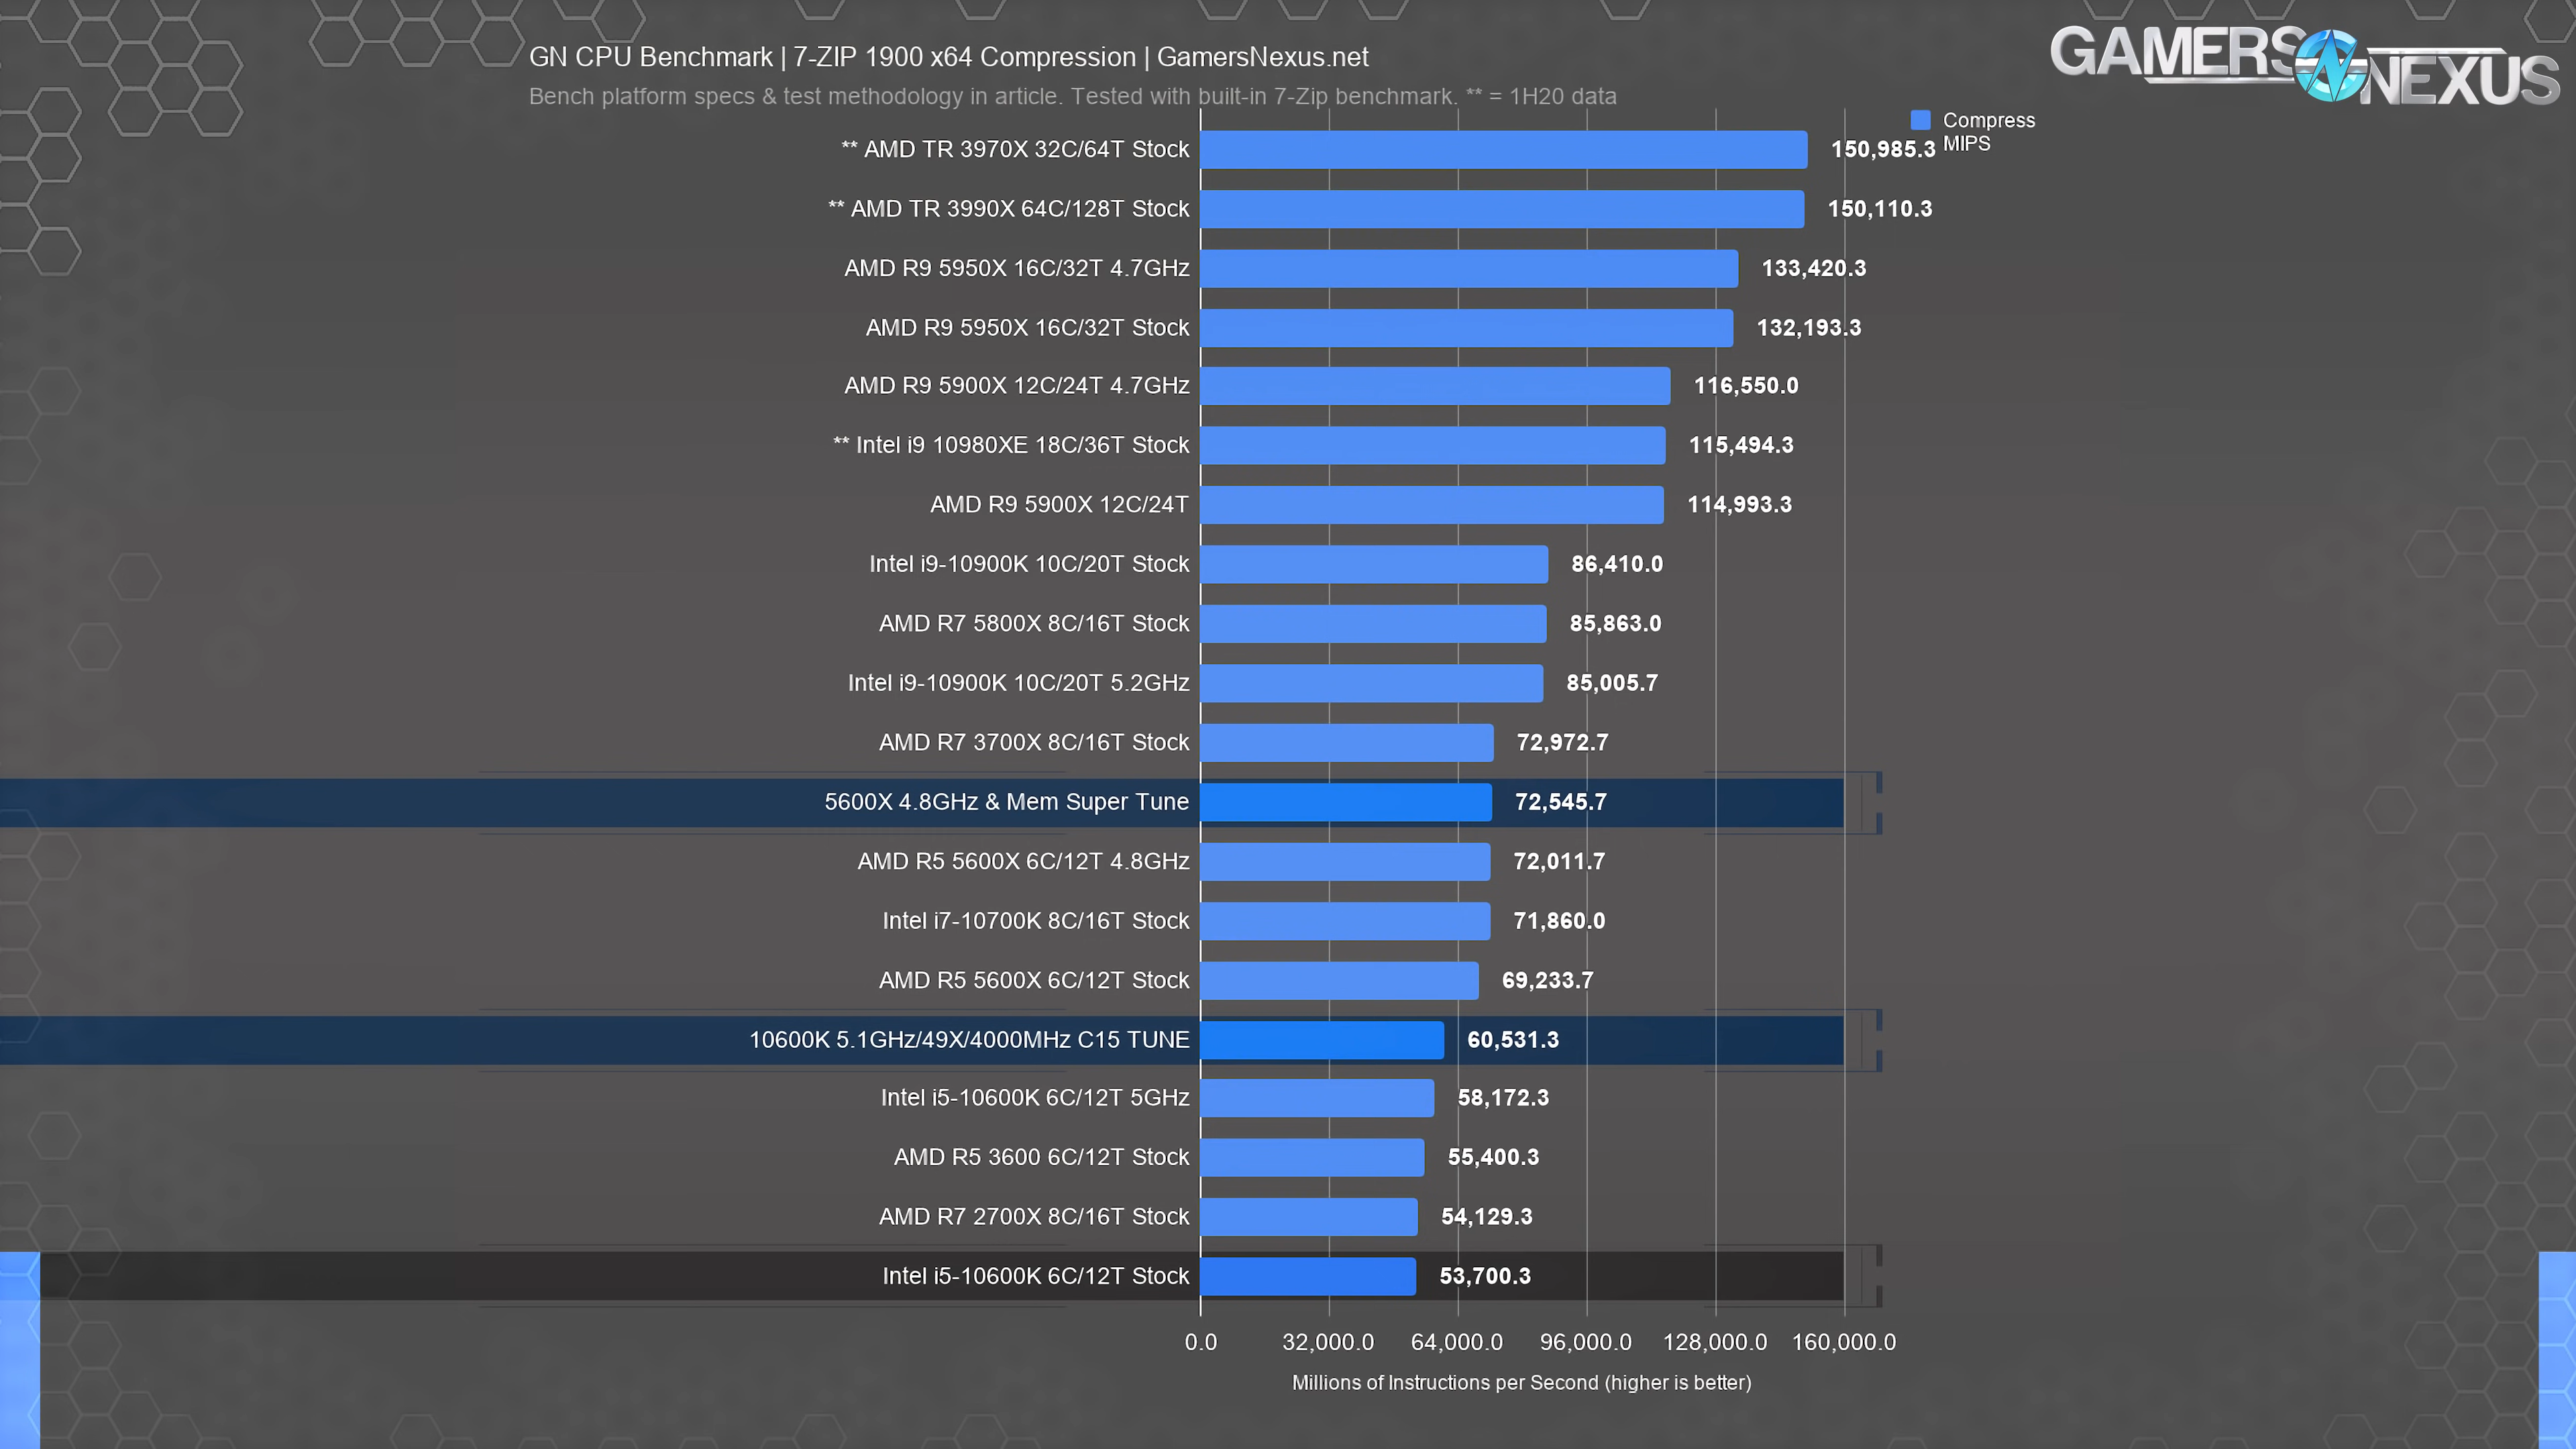 GAMERS NEXUS
GN CPU Benchmark | 7-ZIP 1900 x64 Compression | GamersNexus.net
Bench platform specs & test methodology in article. Tested with built-in 7-Zip benchmark. ** = 1H20 data
Compress
MIPS
** AMD TR 3970X 32C/64T Stock 150,985.3
** AMD TR 3990X 64C/128T Stock 150,110.3
AMD R9 5950X 16C/32T 4.7GHz 133,420.3
AMD R9 5950X 16C/32T Stock 132,193.3
AMD R9 5900X 12C/24T 4.7GHz 116,550.0
** Intel i9 10980XE 18C/36T Stock 115,494.3
AMD R9 5900X 12C/24T 114,993.3
Intel i9-10900K 10C/20T Stock 86,410.0
AMD R7 5800X 8C/16T Stock 85,863.0
Intel i9-10900K 10C/20T 5.2GHz 85,005.7
AMD R7 3700X 8C/16T Stock 72,972.7
5600X 4.8GHz & Mem Super Tune 72,545.7
AMD R5 5600X 6C/12T 4.8GHz 72,011.7
Intel i7-10700K 8C/16T Stock 71,860.0
AMD R5 5600X 6C/12T Stock 69,233.7
10600K 5.1GHz/49X/4000MHz C15 TUNE 60,531.3
Intel i5-10600K 6C/12T 5GHz 58,172.3
AMD R5 3600 6C/12T Stock 55,400.3
AMD R7 2700X 8C/16T Stock 54,129.3
Intel i5-10600K 6C/12T Stock 53,700.3
0.0 32,000.0 64,000.0 96,000.0 128,000.0 160,000.0
Millions of Instructions per Second (higher is better)